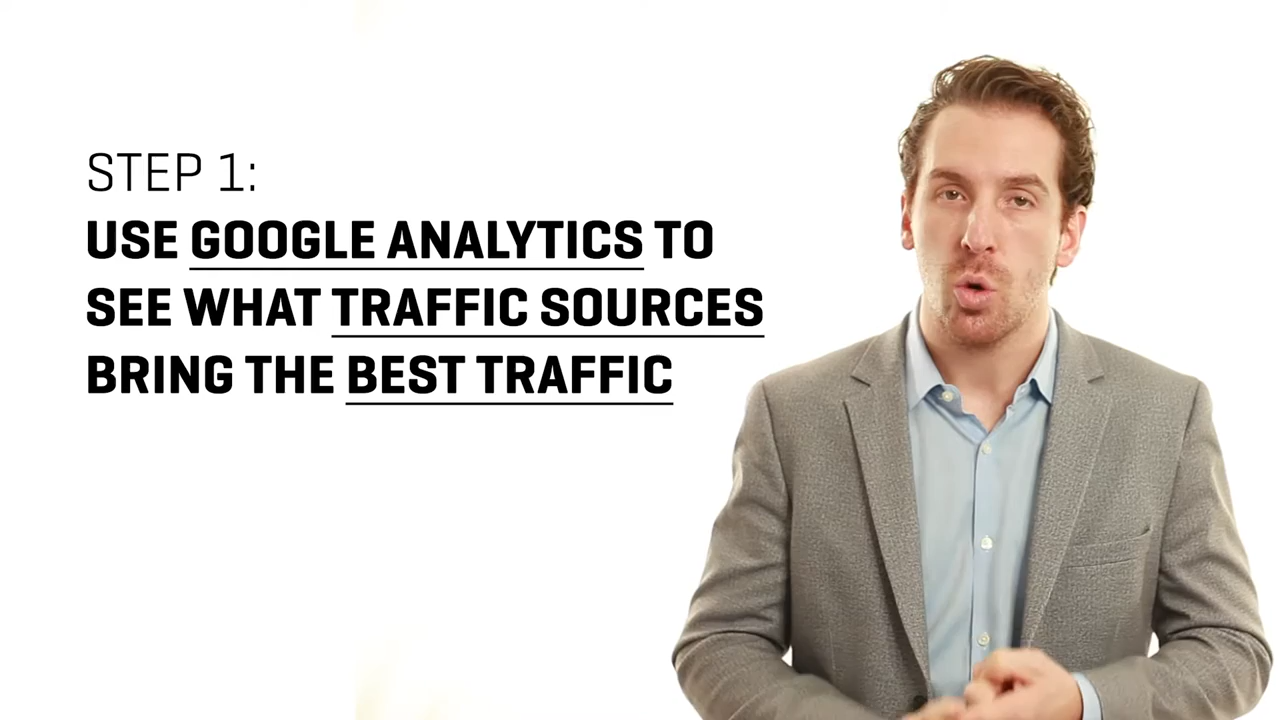 STEP 1:
USE GOOGLE ANALYTICS TO
SEE WHAT TRAFFIC SOURCES
BRING THE BEST TRAFFIC